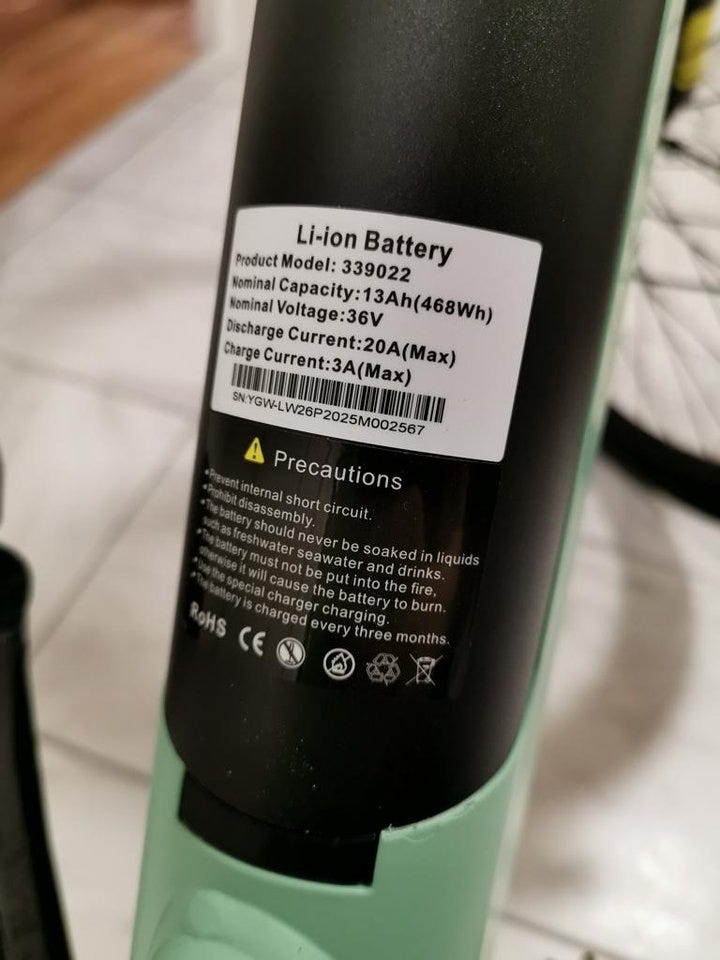 Li-ion Battery
Product Model: 339022
Nominal Capacity:13Ah(468Wh)
Nominal Voltage:36V
Discharge Current:20A(Max)
Charge Current:3A(Max)
SN:YGW-LW26P2025M002567
⚠ Precautions
•Prevent internal short circuit.
•Prohibit disassembly.
•The battery should never be soaked in liquids
such as freshwater seawater and drinks.
•The battery must not be put into the fire,
otherwise it will cause the battery to burn.
•Use the special charger charging.
•The battery is charged every three months.
RoHS CE